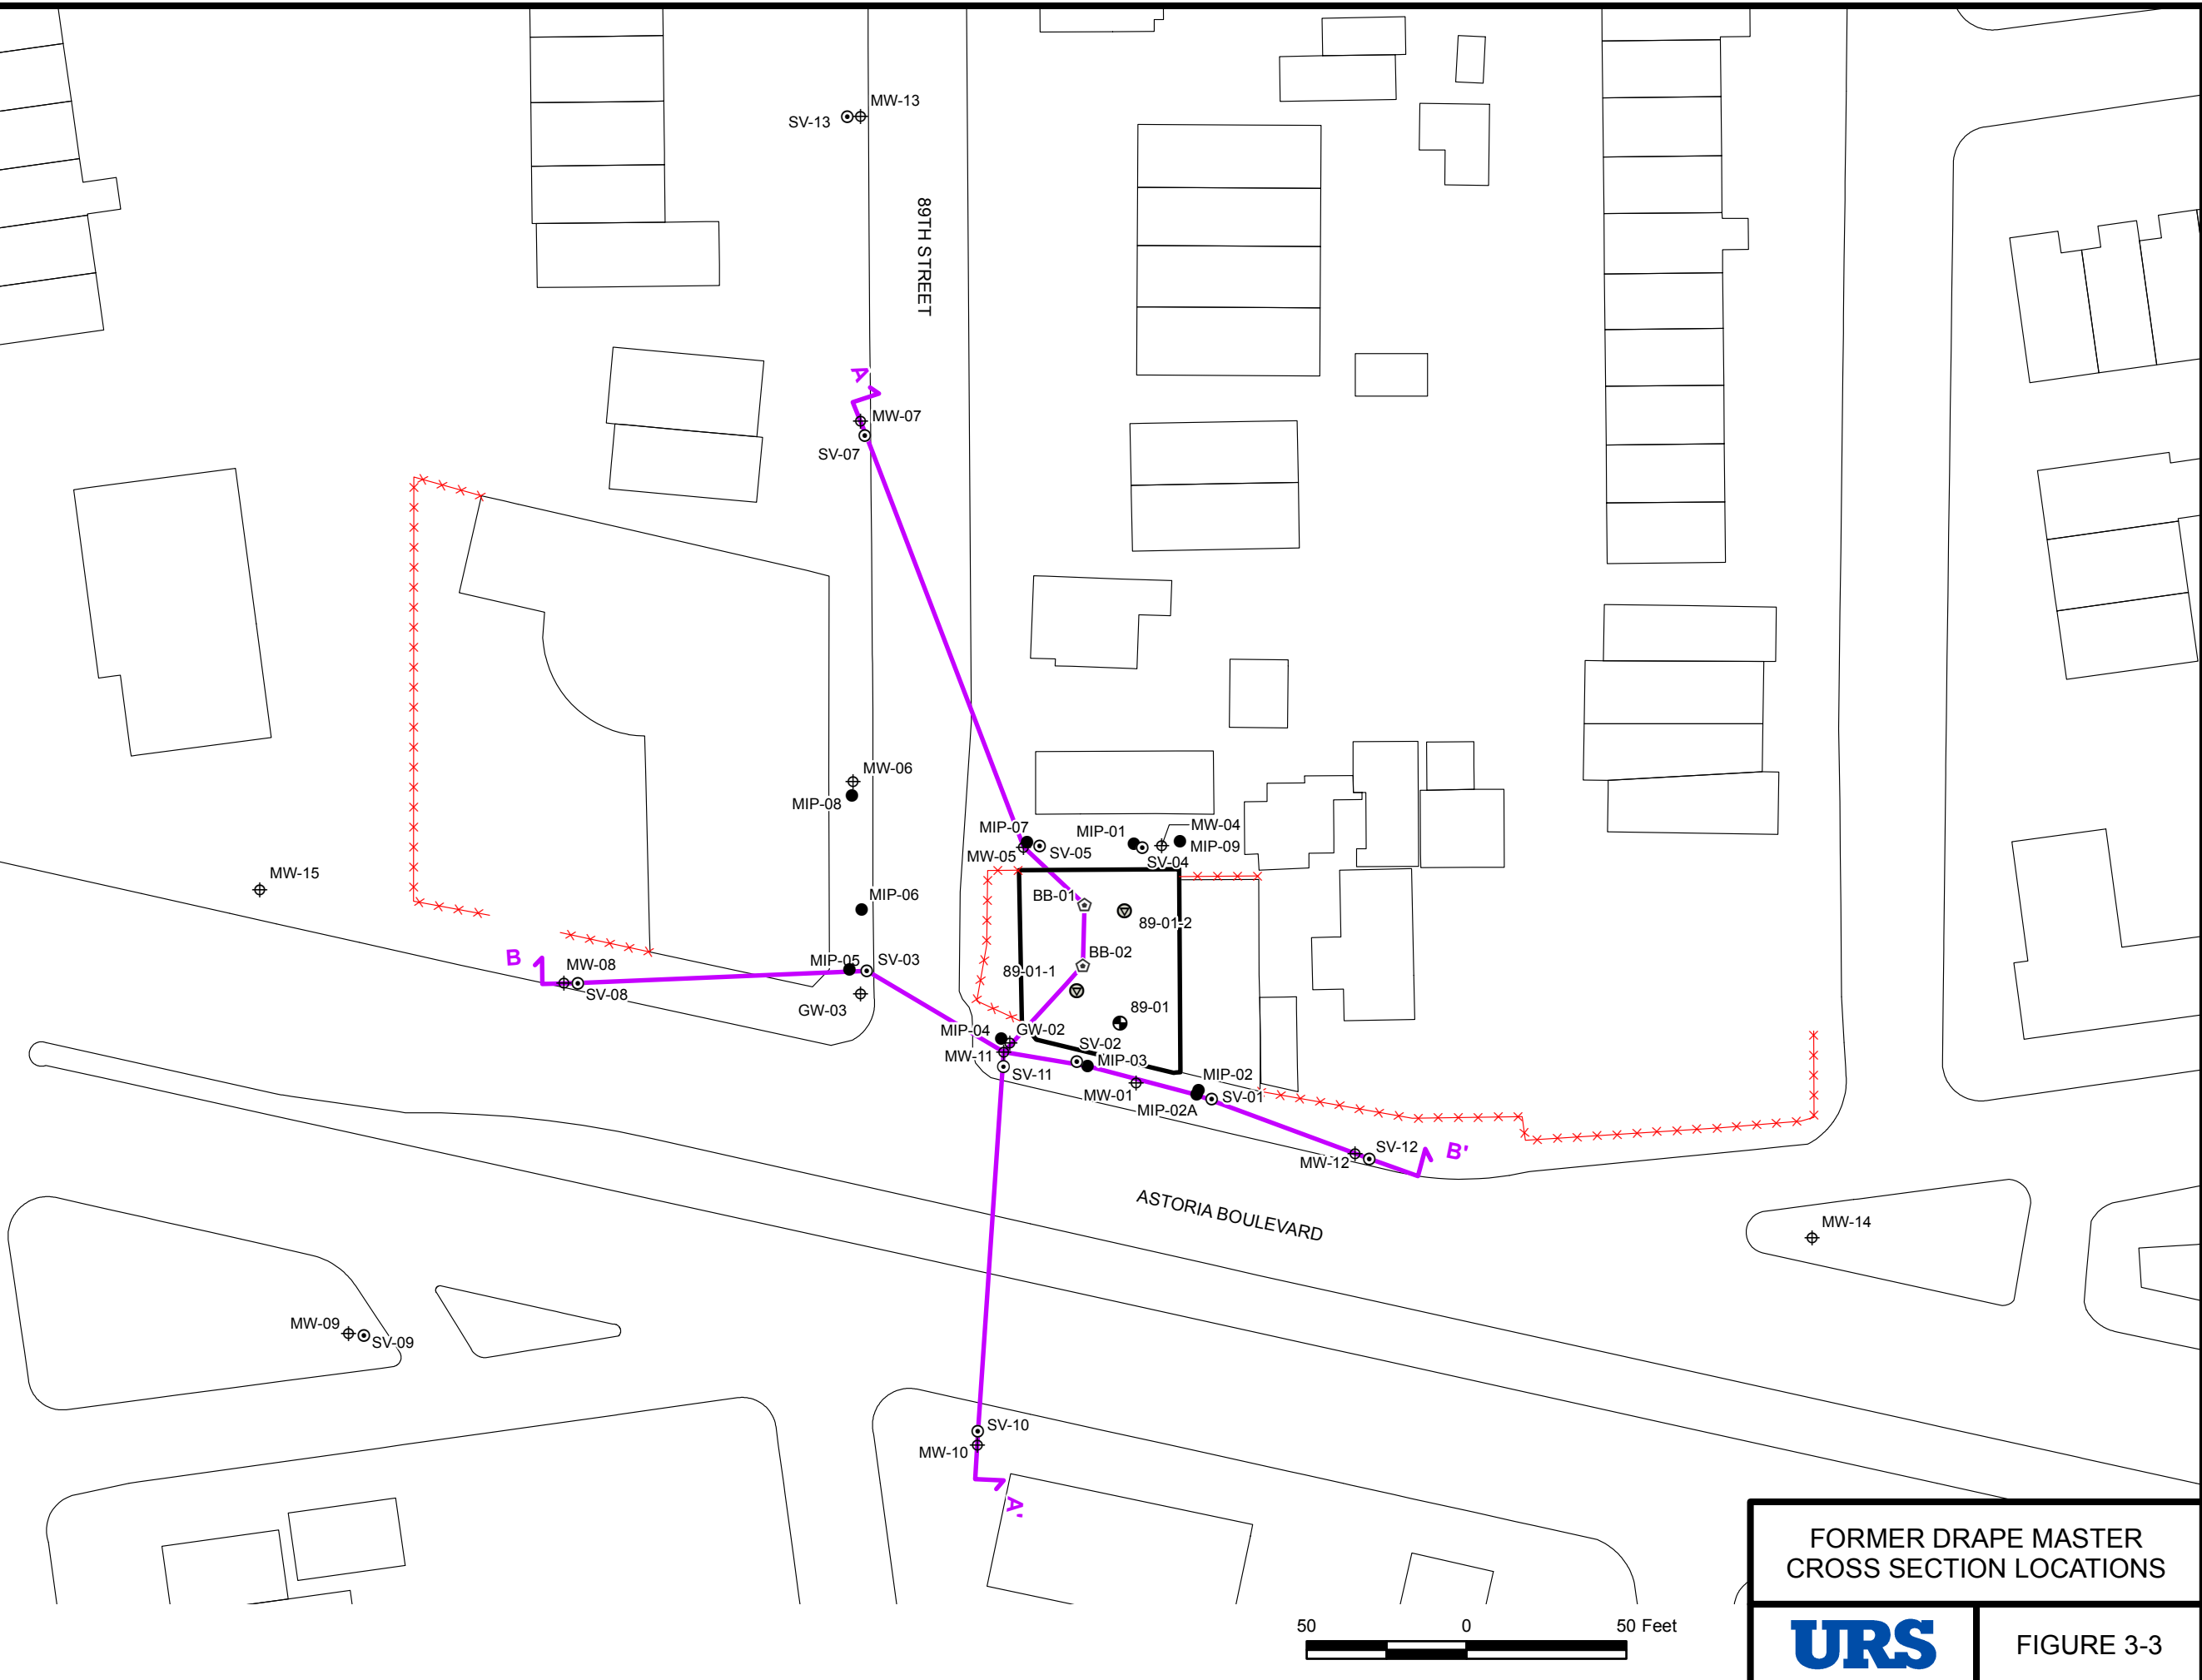 MW-13
SV-13
89TH STREET
A
MW-07
SV-07
MW-06
MIP-08
MIP-07
MIP-01
MW-04
MIP-09
SV-05
MW-05
SV-04
MW-15
MIP-06
BB-01
89-01-2
BB-02
B
MW-08
MIP-05
SV-03
89-01-1
SV-08
GW-03
89-01
MIP-04
GW-02
SV-02
MW-11
MIP-03
SV-11
MW-01
MIP-02
SV-01
MIP-02A
SV-12
B'
MW-12
ASTORIA BOULEVARD
MW-14
MW-09
SV-09
SV-10
MW-10
A'
FORMER DRAPE MASTER
CROSS SECTION LOCATIONS
50 0 50 Feet
URS
FIGURE 3-3